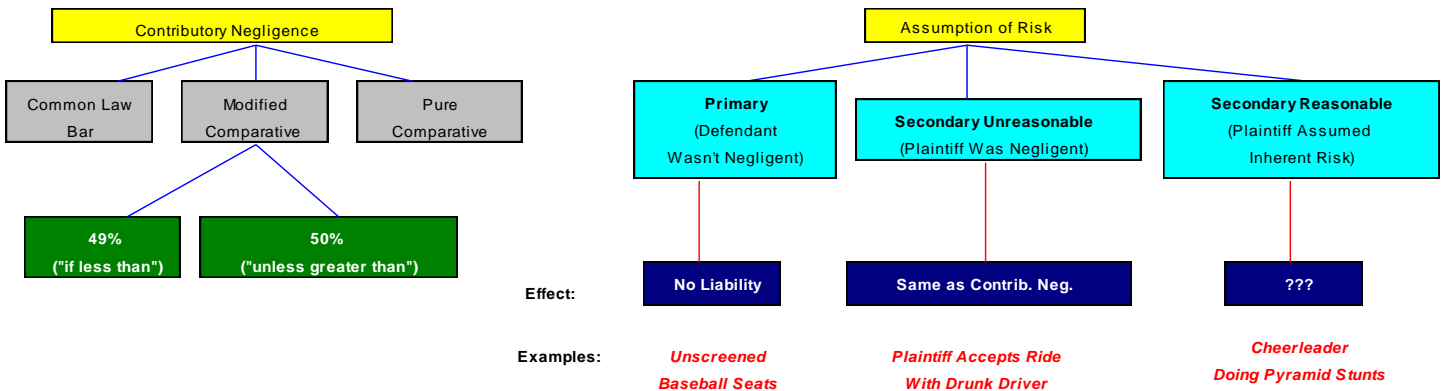 Contributory Negligence
Common Law
Bar
Modified
Comparative
Pure
Comparative
49%
("if less than")
50%
("unless greater than")
Assumption of Risk
Primary
(Defendant
Wasn't Negligent)
Secondary Unreasonable
(Plaintiff Was Negligent)
Secondary Reasonable
(Plaintiff Assumed
Inherent Risk)
Effect:
No Liability
Same as Contrib. Neg.
???
Examples:
Unscreened
Baseball Seats
Plaintiff Accepts Ride
With Drunk Driver
Cheerleader
Doing Pyramid Stunts